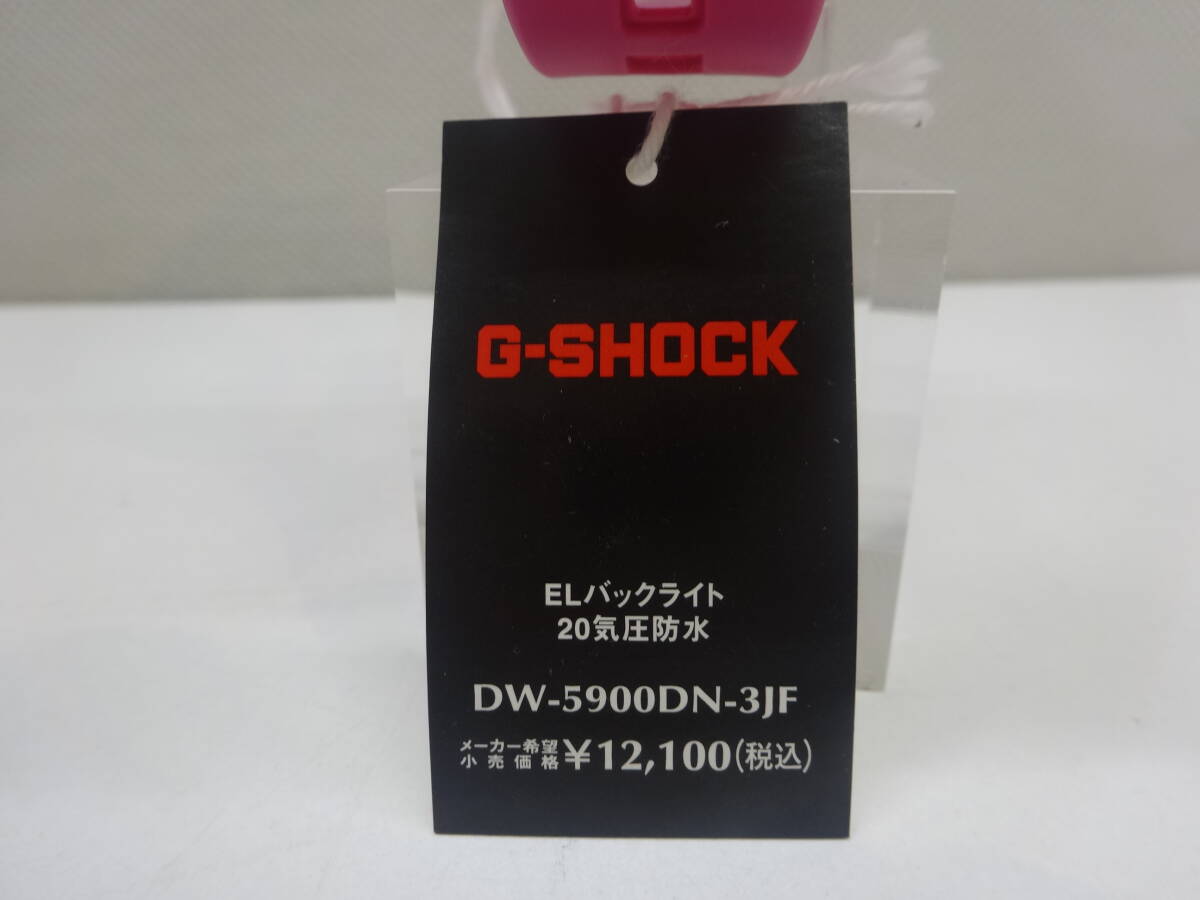 G-SHOCK
ELバックライト
20気圧防水
DW-5900DN-3JF
メーカー希望
小売価格 ¥12,100(税込)